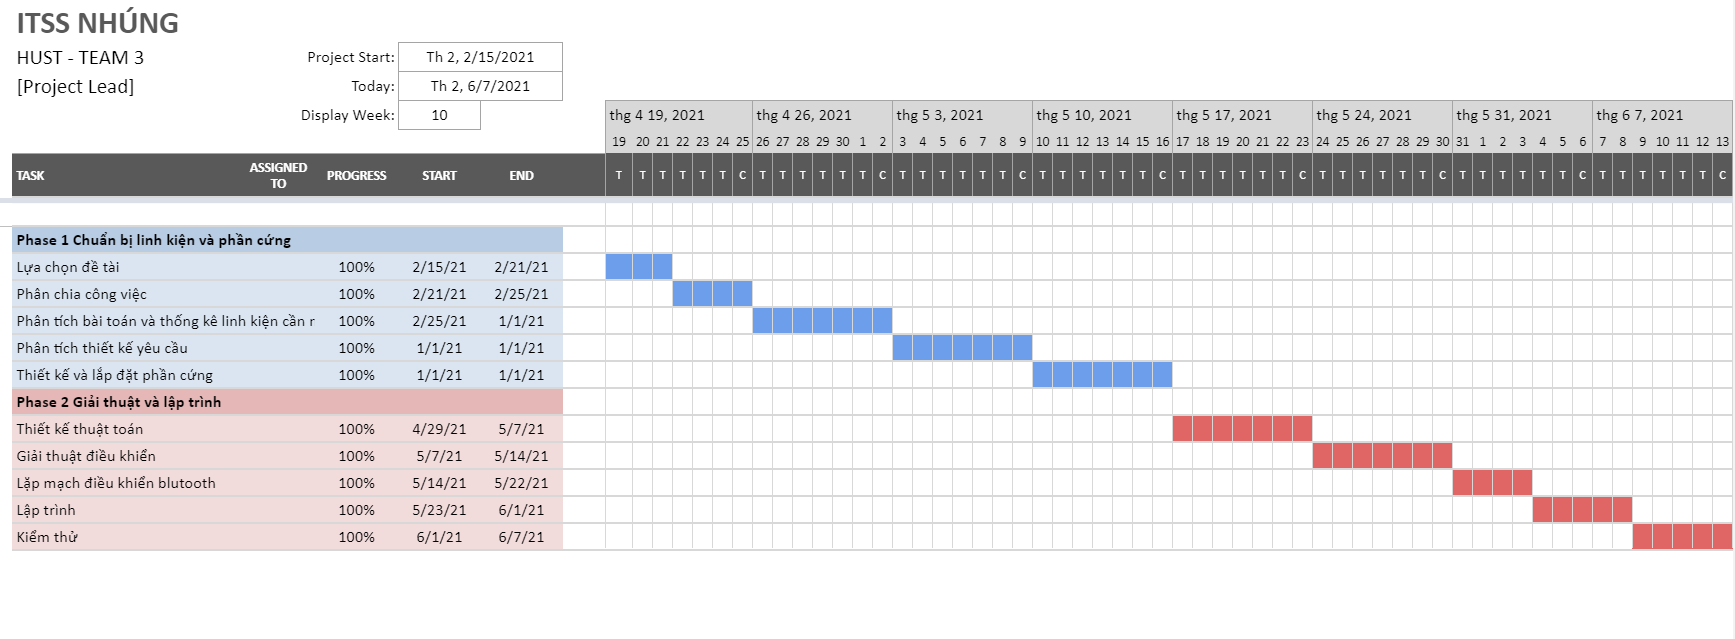 ITSS NHÚNG
HUST - TEAM 3
Project Start: Th 2, 2/15/2021
[Project Lead]
Today: Th 2, 6/7/2021
Display Week: 10
thg 4 19, 2021 thg 4 26, 2021 thg 5 3, 2021 thg 5 10, 2021 thg 5 17, 2021 thg 5 24, 2021 thg 5 31, 2021 thg 6 7, 2021
19 20 21 22 23 24 25 26 27 28 29 30 1 2 3 4 5 6 7 8 9 10 11 12 13 14 15 16 17 18 19 20 21 22 23 24 25 26 27 28 29 30 31 1 2 3 4 5 6 7 8 9 10 11 12 13
TASK ASSIGNED TO PROGRESS START END T T T T T T C T T T T T T C T T T T T T C T T T T T T C T T T T T T C T T T T T T C T T T T T T C T T T T T T C
Phase 1 Chuẩn bị linh kiện và phần cứng
Lựa chọn đề tài 100% 2/15/21 2/21/21
Phân chia công việc 100% 2/21/21 2/25/21
Phân tích bài toán và thống kê linh kiện cần r 100% 2/25/21 1/1/21
Phân tích thiết kế yêu cầu 100% 1/1/21 1/1/21
Thiết kế và lắp đặt phần cứng 100% 1/1/21 1/1/21
Phase 2 Giải thuật và lập trình
Thiết kế thuật toán 100% 4/29/21 5/7/21
Giải thuật điều khiển 100% 5/7/21 5/14/21
Lặp mạch điều khiển blutooth 100% 5/14/21 5/22/21
Lập trình 100% 5/23/21 6/1/21
Kiểm thử 100% 6/1/21 6/7/21